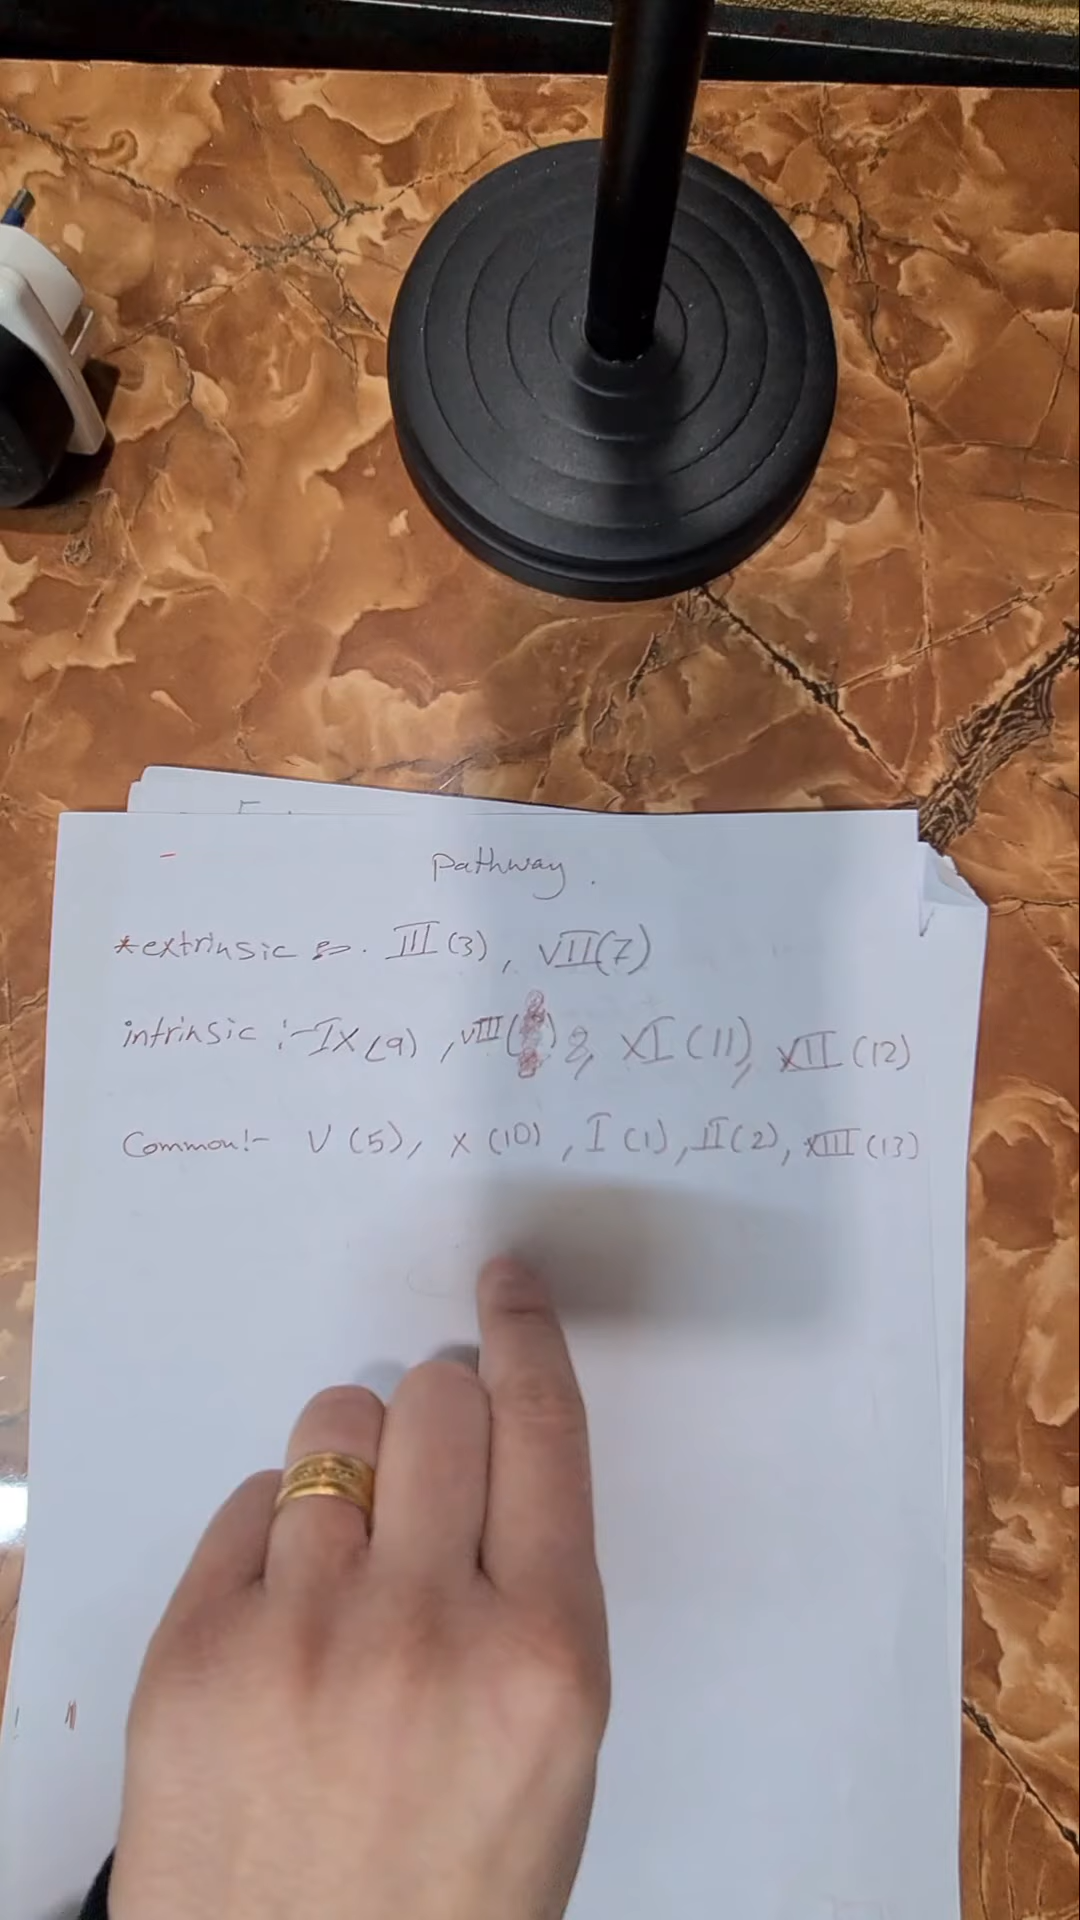 pathway.
*extrinsic :-. III (3), VII(7)
intrinsic :- IX (9), VIII( ) 8, XI (11), XII (12)
Common:- V (5), X (10), I (1), II (2), XIII (13)